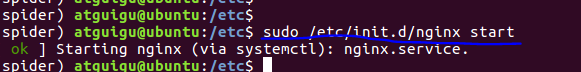 spider) atguigu@ubuntu:/etc$
spider) atguigu@ubuntu:/etc$ sudo /etc/init.d/nginx start
ok ] Starting nginx (via systemctl): nginx.service.
spider) atguigu@ubuntu:/etc$